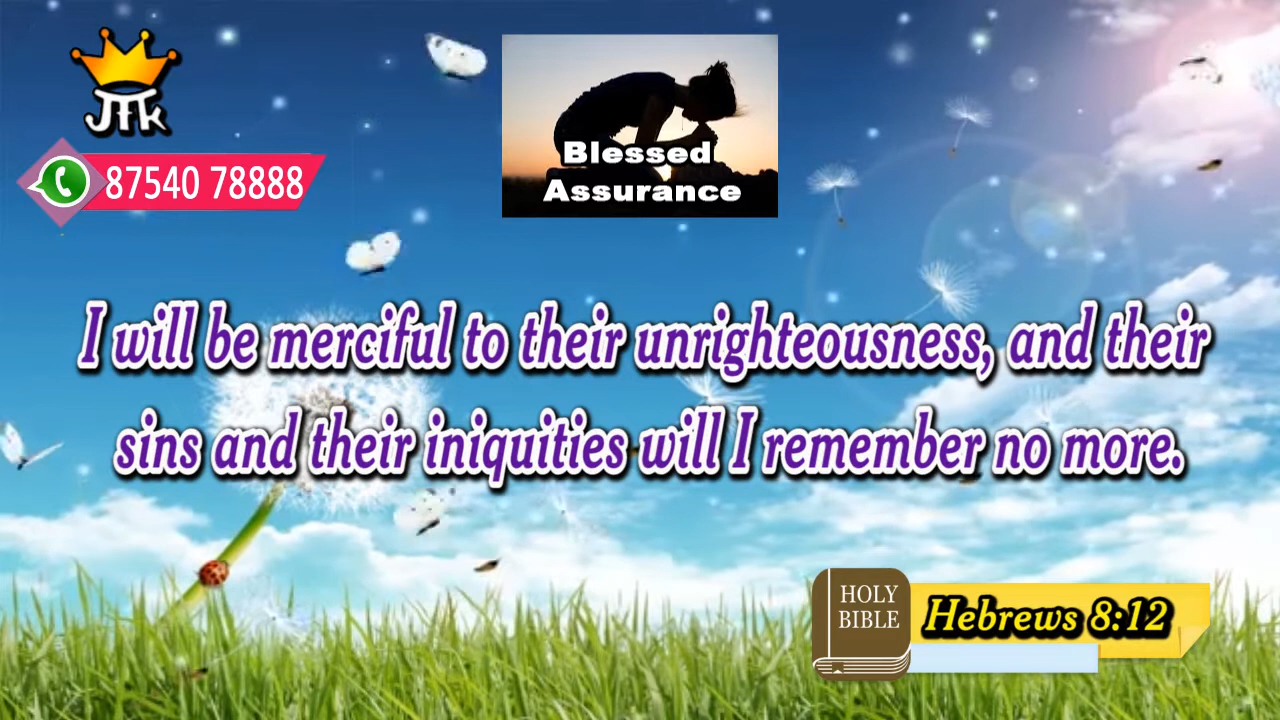 JTK
87540 78888
Blessed
Assurance
I will be merciful to their unrighteousness, and their
sins and their iniquities will I remember no more.
HOLY
BIBLE
Hebrews 8:12